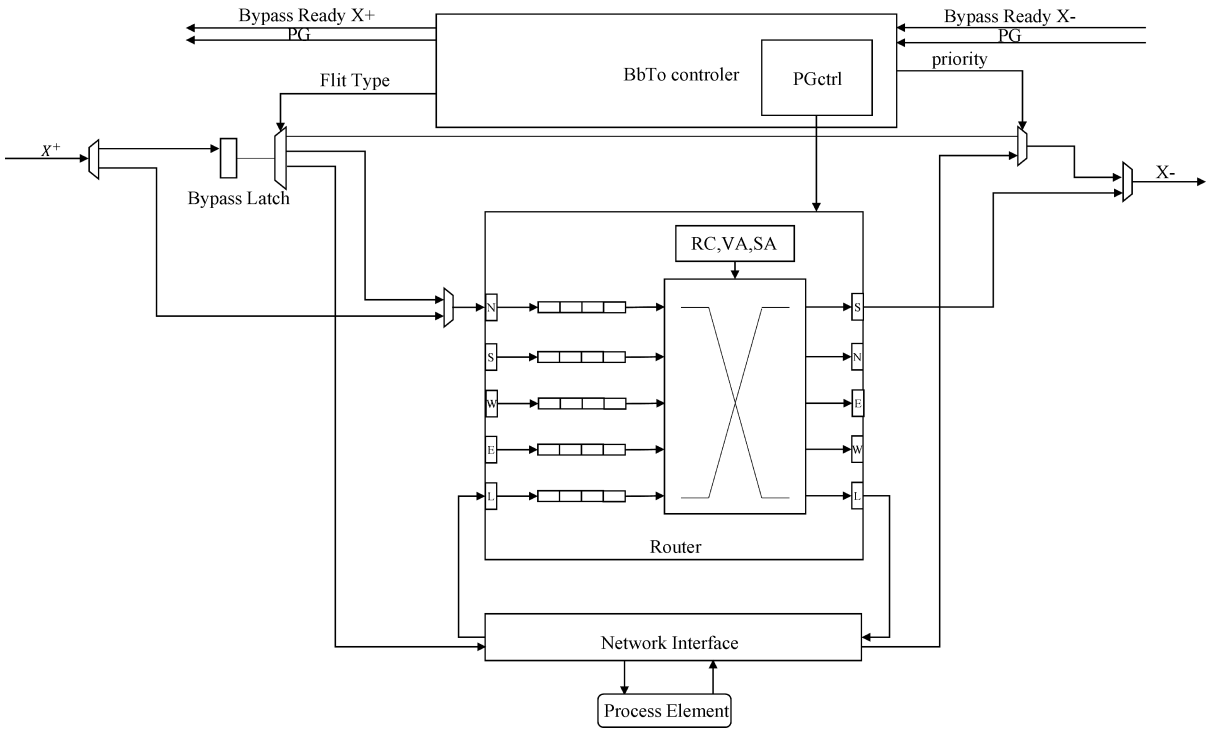 Bypass Ready X+
PG
Bypass Ready X-
PG
BbTo controler
PGctrl
priority
Flit Type
X+
Bypass Latch
X-
RC,VA,SA
N
S
S
N
W
E
E
W
L
L
Router
Network Interface
Process Element